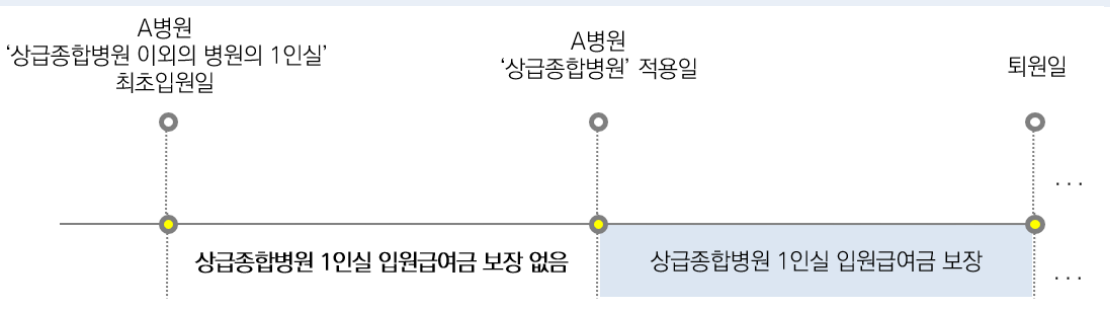 A병원
‘상급종합병원 이외의 병원의 1인실’
최초입원일
A병원
‘상급종합병원’ 적용일
퇴원일
...
상급종합병원 1인실 입원급여금 보장 없음
상급종합병원 1인실 입원급여금 보장
...